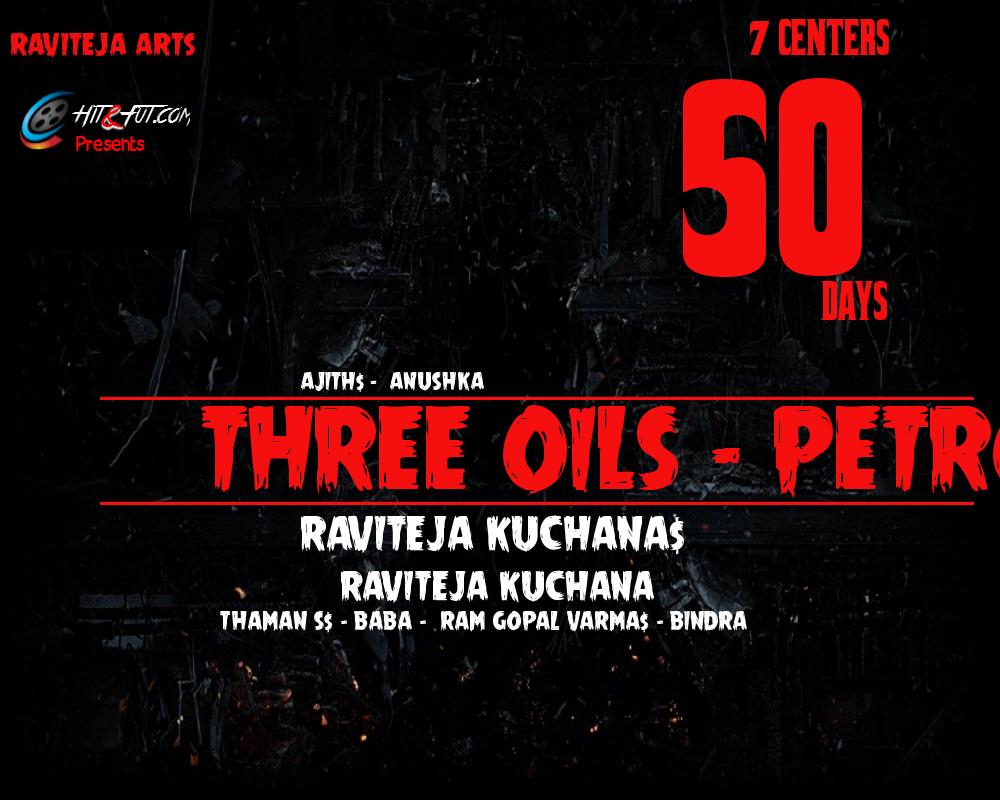 RAVITEJA ARTS
HIT&FUT.COM
Presents
7 CENTERS
50
DAYS
AJITH$ - ANUSHKA
THREE OILS - PETR
RAVITEJA KUCHANA$
RAVITEJA KUCHANA
THAMAN S$ - BABA - RAM GOPAL VARMA$ - BINDRA